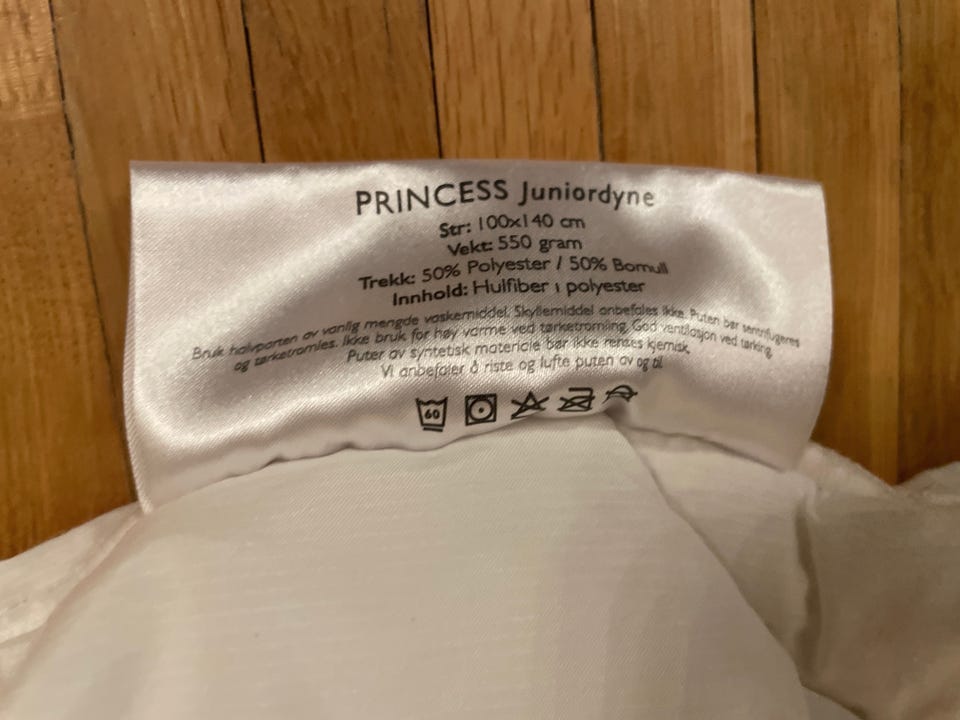 PRINCESS Juniordyne
Str: 100x140 cm
Vekt: 550 gram
Trekk: 50% Polyester / 50% Bomull
Innhold: Hulfiber i polyester
Bruk halvparten av vanlig mengde vaskemiddel. Skyllemiddel anbefales ikke. Puten bør sentrifugeres
og tørketromles. Ikke bruk for høy varme ved tørketromling. God ventilasjon ved tørking.
Puter av syntetisk materiale bør ikke renses kjemisk.
Vi anbefaler å riste og lufte puten av og til.
60